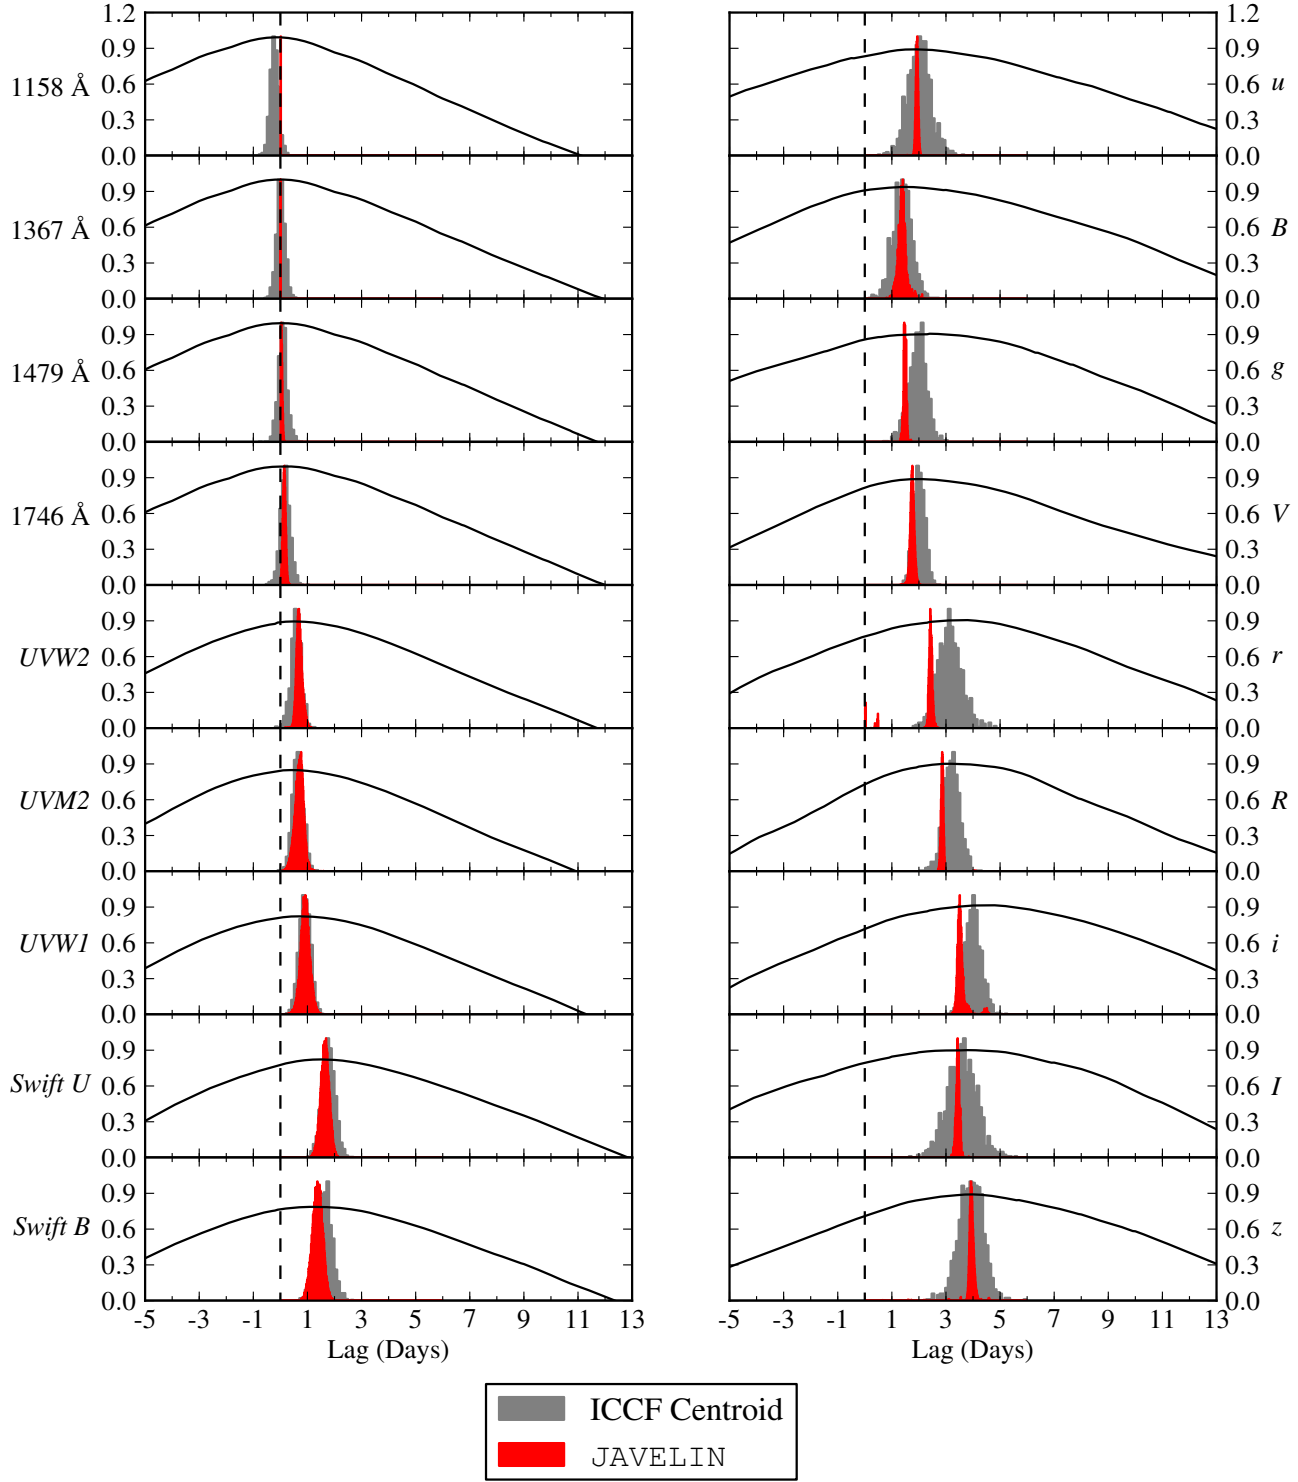 1.2
0.9 0.9
1158 Å 0.6 0.6 u
0.3 0.3
0.0 0.0
0.9 0.9
1367 Å 0.6 0.6 B
0.3 0.3
0.0 0.0
0.9 0.9
1479 Å 0.6 0.6 g
0.3 0.3
0.0 0.0
0.9 0.9
1746 Å 0.6 0.6 V
0.3 0.3
0.0 0.0
0.9 0.9
UVW2 0.6 0.6 r
0.3 0.3
0.0 0.0
0.9 0.9
UVM2 0.6 0.6 R
0.3 0.3
0.0 0.0
0.9 0.9
UVW1 0.6 0.6 i
0.3 0.3
0.0 0.0
0.9 0.9
Swift U 0.6 0.6 I
0.3 0.3
0.0 0.0
0.9 0.9
Swift B 0.6 0.6 z
0.3 0.3
0.0 0.0
-5 -3 -1 1 3 5 7 9 11 13 -5 -3 -1 1 3 5 7 9 11 13
Lag (Days) Lag (Days)
ICCF Centroid
JAVELIN
1.2